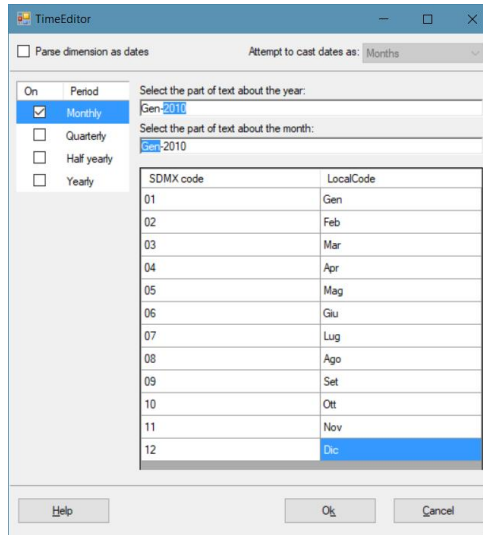 TimeEditor
Parse dimension as dates
Attempt to cast dates as: Months
On Period
Monthly
Quarterly
Half yearly
Yearly
Select the part of text about the year:
Gen-2010
Select the part of text about the month:
Gen-2010
SDMX code LocalCode
01 Gen
02 Feb
03 Mar
04 Apr
05 Mag
06 Giu
07 Lug
08 Ago
09 Set
10 Ott
11 Nov
12 Dic
Help Ok Cancel